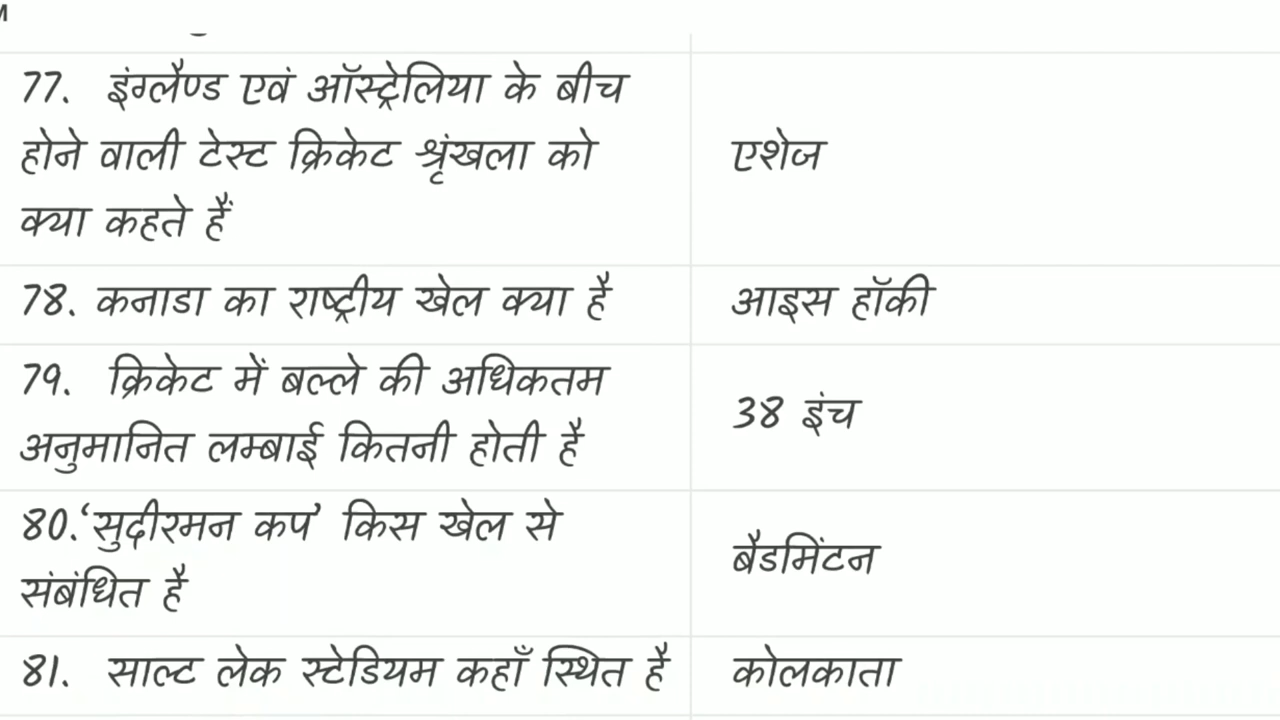 M
77. इंग्लैण्ड एवं ऑस्ट्रेलिया के बीच
होने वाली टेस्ट क्रिकेट श्रृंखला को
क्या कहते हैं
एशेज
78. कनाडा का राष्ट्रीय खेल क्या है
आइस हॉकी
79. क्रिकेट में बल्ले की अधिकतम
अनुमानित लम्बाई कितनी होती है
38 इंच
80.‘सुदीरमन कप’ किस खेल से
संबंधित है
बैडमिंटन
81. साल्ट लेक स्टेडियम कहाँ स्थित है
कोलकाता